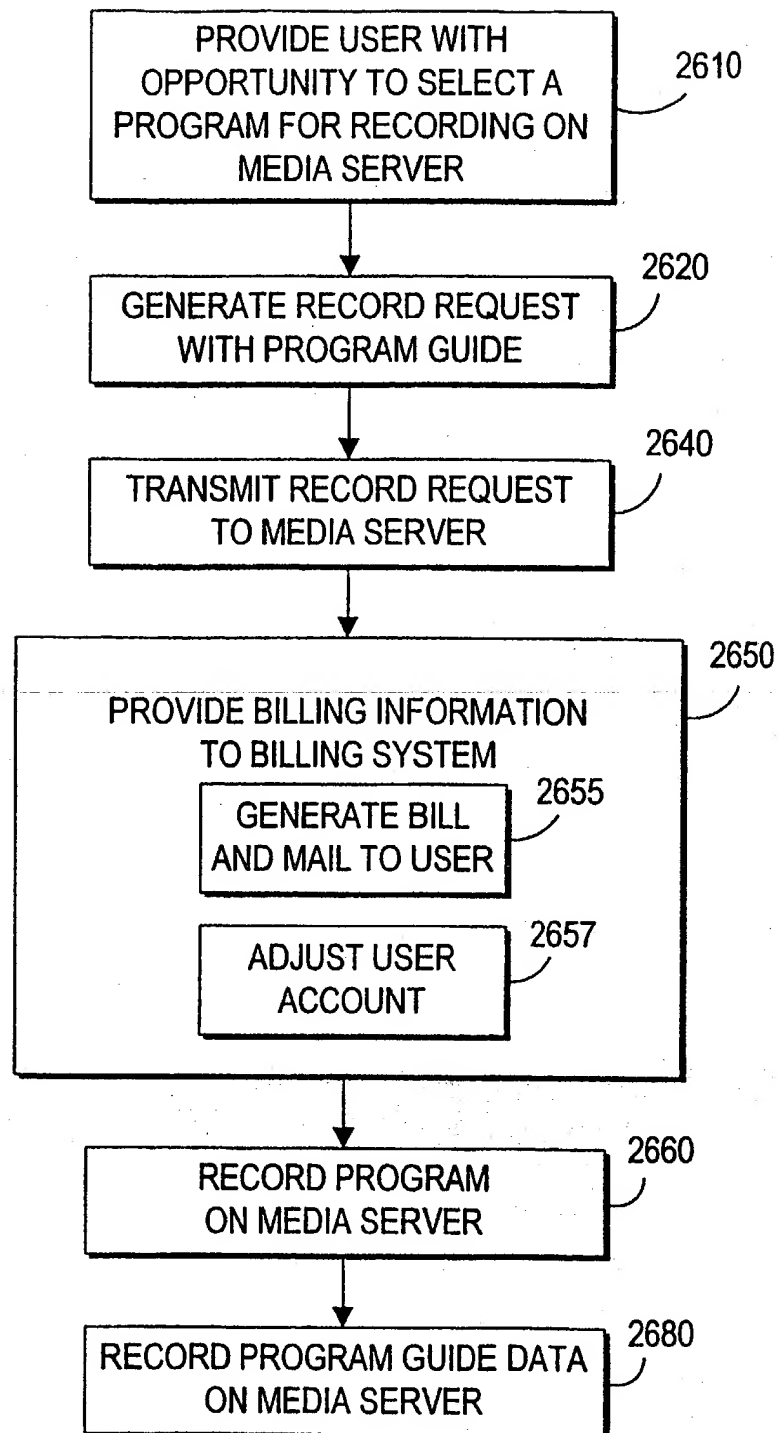 PROVIDE USER WITH
OPPORTUNITY TO SELECT A
PROGRAM FOR RECORDING ON
MEDIA SERVER
2610
GENERATE RECORD REQUEST
WITH PROGRAM GUIDE
2620
TRANSMIT RECORD REQUEST
TO MEDIA SERVER
2640
PROVIDE BILLING INFORMATION
TO BILLING SYSTEM
2650
GENERATE BILL
AND MAIL TO USER
2655
ADJUST USER
ACCOUNT
2657
RECORD PROGRAM
ON MEDIA SERVER
2660
RECORD PROGRAM GUIDE DATA
ON MEDIA SERVER
2680